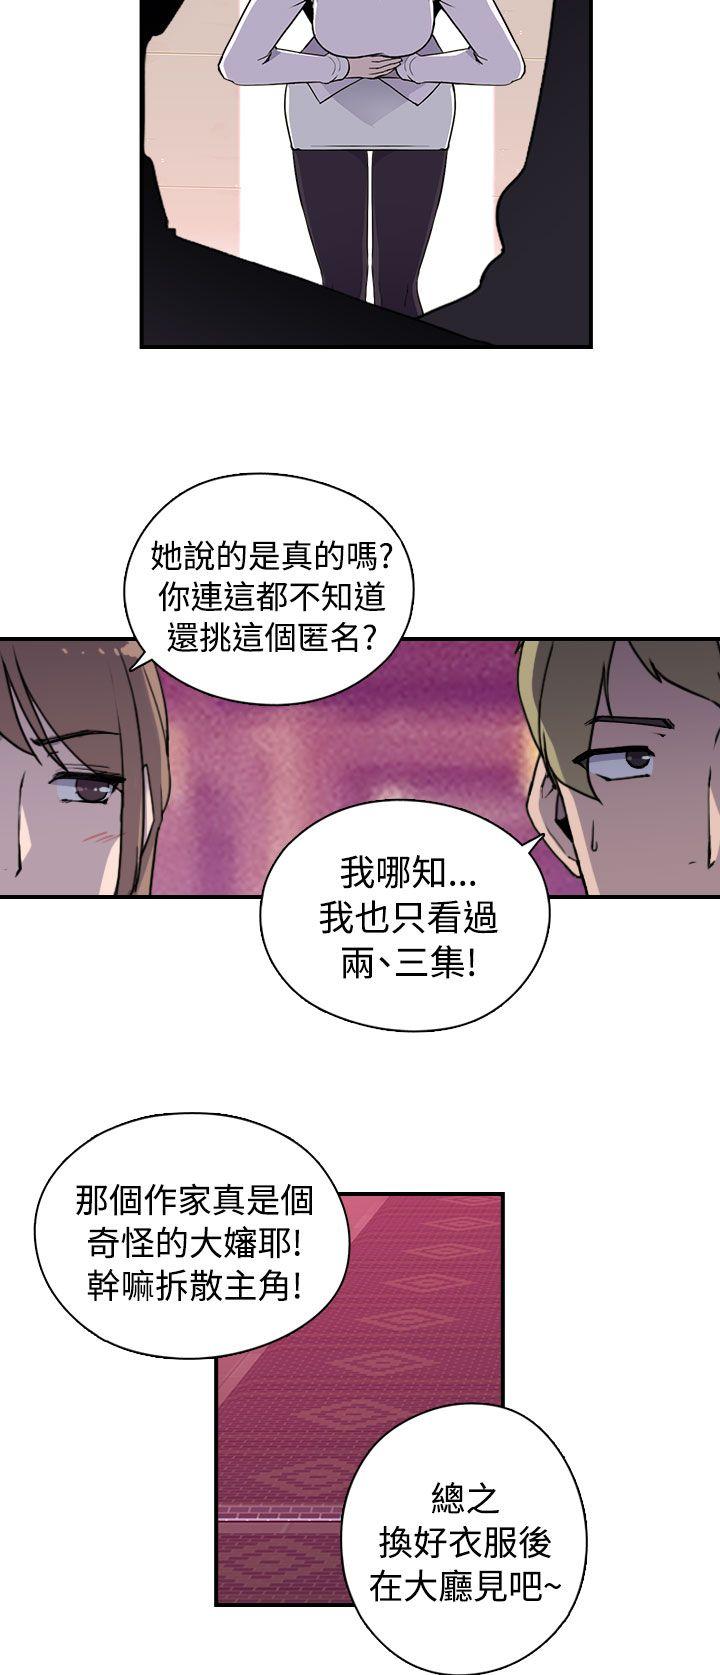 她說的是真的嗎?
你連這都不知道
還挑這個匿名?
我哪知...
我也只看過
兩、三集!
那個作家真是個
奇怪的大嬸耶!
幹嘛拆散主角!
總之
換好衣服後
在大廳見吧~